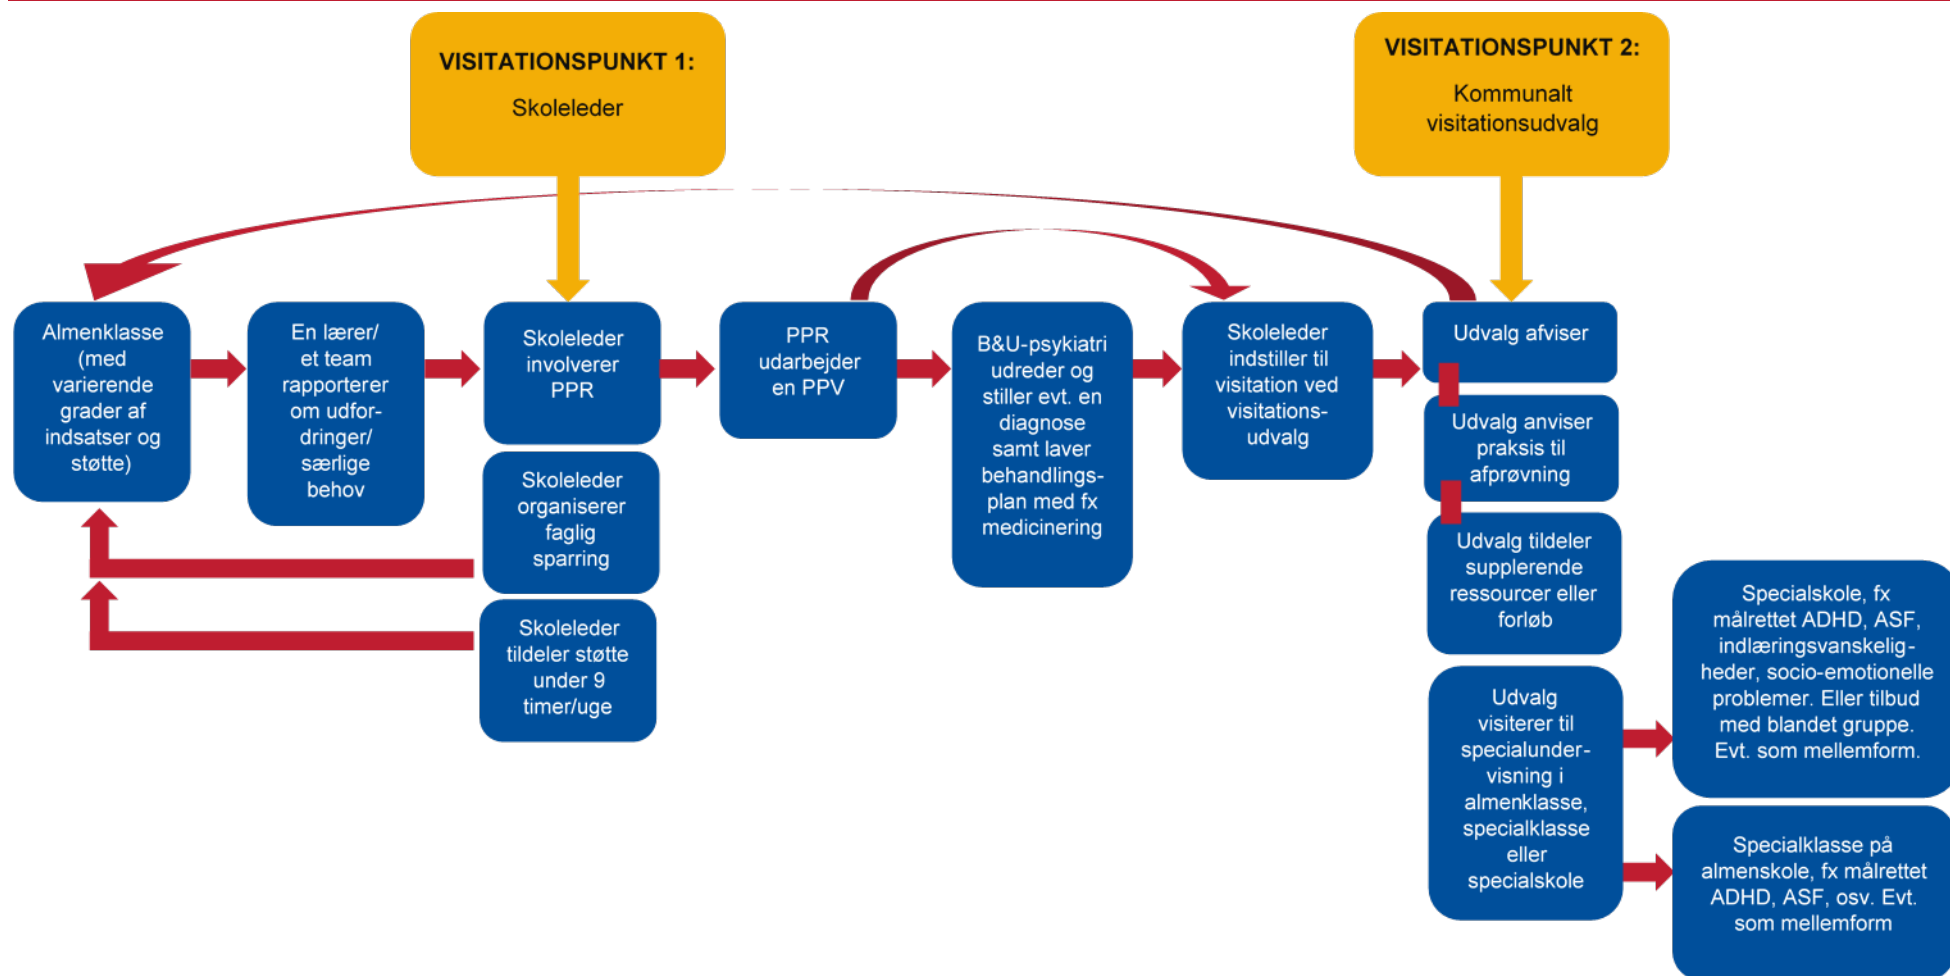 VISITATIONSPUNKT 1:
Skoleleder
VISITATIONSPUNKT 2:
Kommunalt
visitationsudvalg
Almenklasse
(med
varierende
grader af
indsatser og
støtte)
En lærer/
et team
rapporterer
om udfor-
dringer/
særlige
behov
Skoleleder
involverer
PPR
Skoleleder
organiserer
faglig
sparring
Skoleleder
tildeler støtte
under 9
timer/uge
PPR
udarbejder
en PPV
B&U-psykiatri
udreder og
stiller evt. en
diagnose
samt laver
behandlings-
plan med fx
medicinering
Skoleleder
indstiller til
visitation ved
visitations-
udvalg
Udvalg afviser
Udvalg anviser
praksis til
afprøvning
Udvalg tildeler
supplerende
ressourcer eller
forløb
Udvalg
visiterer til
specialunder-
visning i
almenklasse,
specialklasse
eller
specialskole
Specialskole, fx
målrettet ADHD, ASF,
indlæringsvanskelig-
heder, socio-emotionelle
problemer. Eller tilbud
med blandet gruppe.
Evt. som mellemform.
Specialklasse på
almenskole, fx målrettet
ADHD, ASF, osv. Evt.
som mellemform